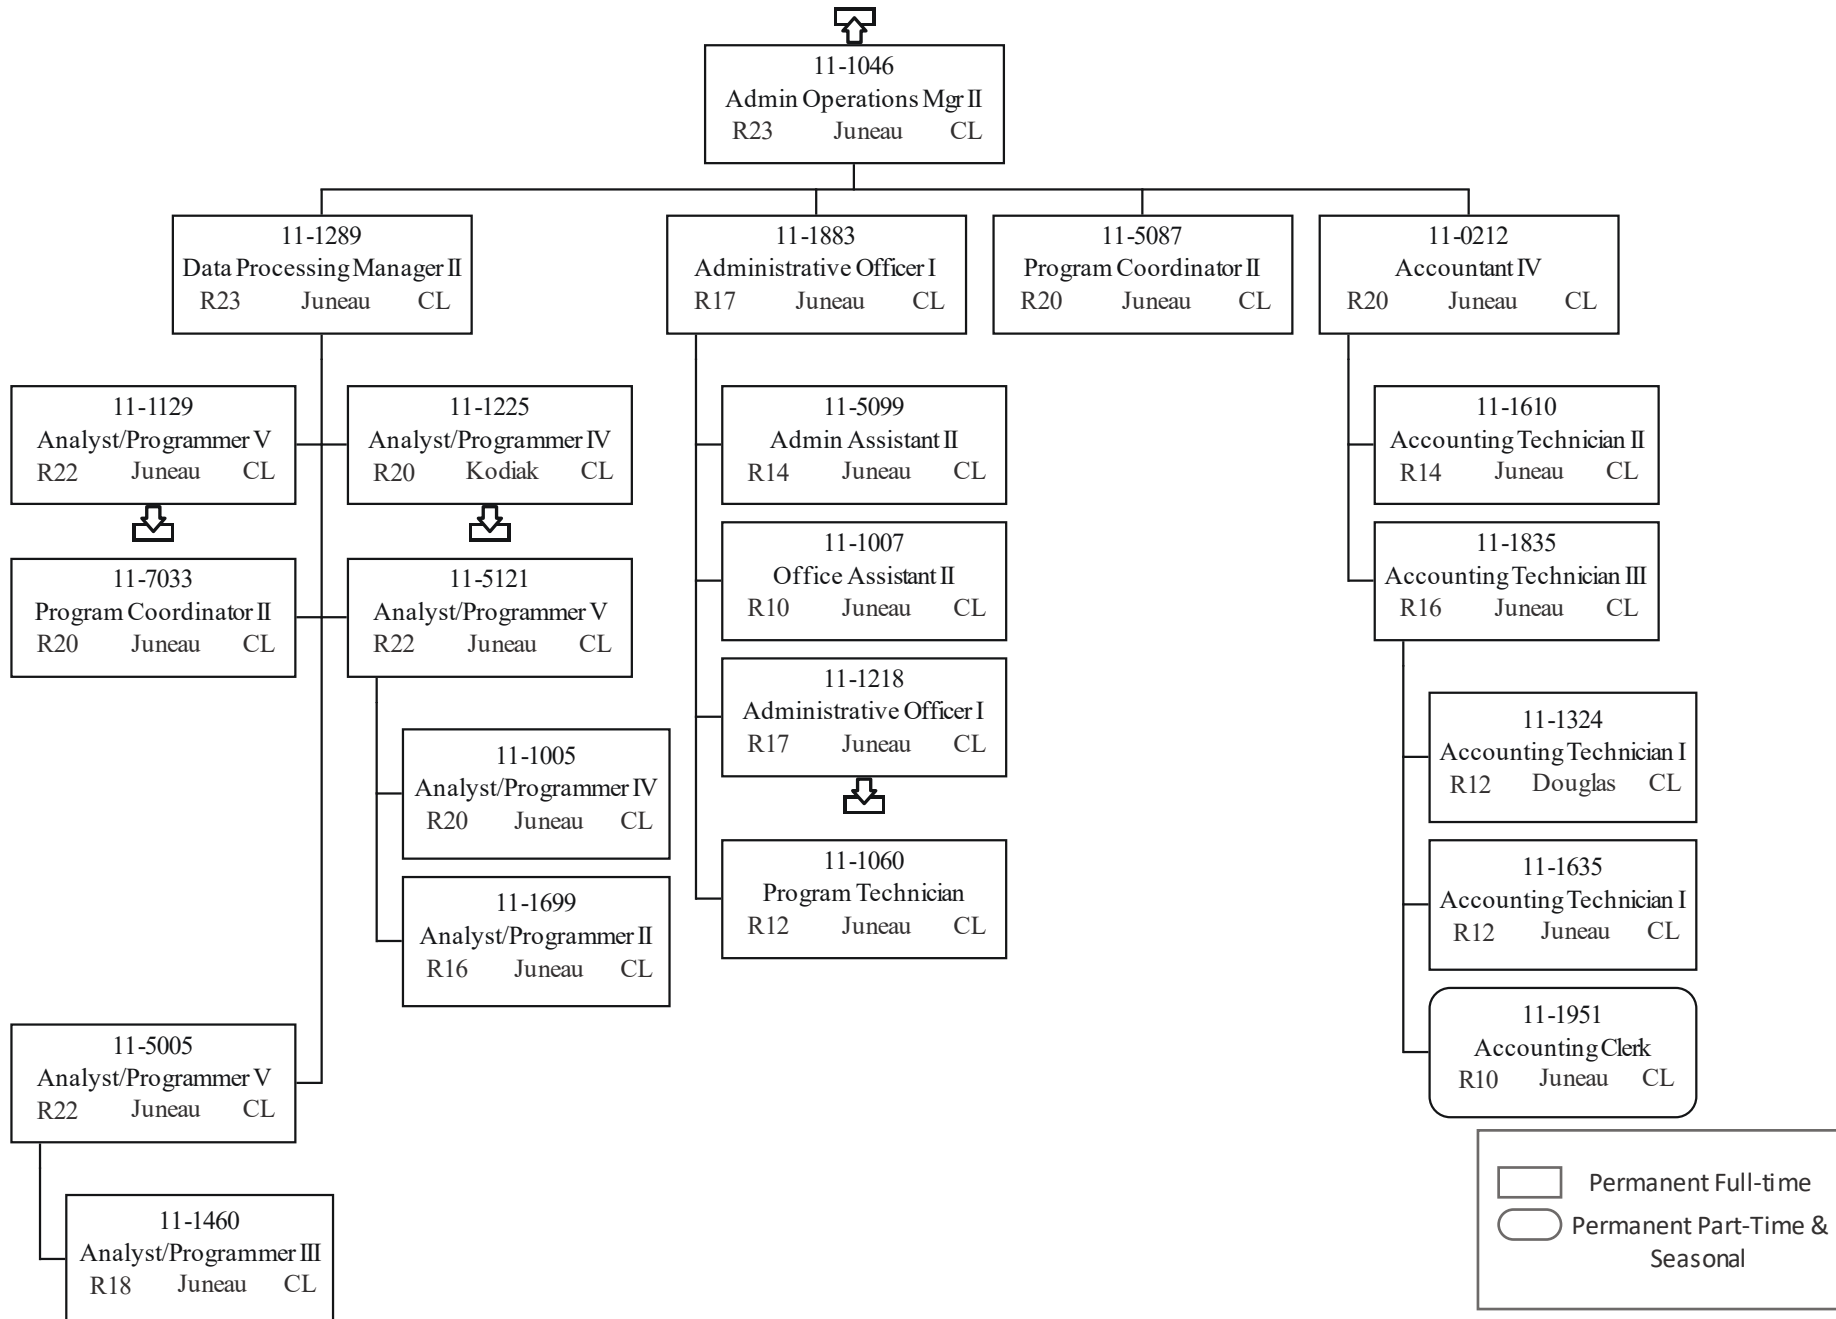 11-1046
Admin Operations Mgr II
R23 Juneau CL
11-1289
Data Processing Manager II
R23 Juneau CL
11-1883
Administrative Officer I
R17 Juneau CL
11-5087
Program Coordinator II
R20 Juneau CL
11-0212
Accountant IV
R20 Juneau CL
11-1129
Analyst/Programmer V
R22 Juneau CL
11-1225
Analyst/Programmer IV
R20 Kodiak CL
11-7033
Program Coordinator II
R20 Juneau CL
11-5121
Analyst/Programmer V
R22 Juneau CL
11-1005
Analyst/Programmer IV
R20 Juneau CL
11-1699
Analyst/Programmer II
R16 Juneau CL
11-5005
Analyst/Programmer V
R22 Juneau CL
11-1460
Analyst/Programmer III
R18 Juneau CL
11-5099
Admin Assistant II
R14 Juneau CL
11-1007
Office Assistant II
R10 Juneau CL
11-1218
Administrative Officer I
R17 Juneau CL
11-1060
Program Technician
R12 Juneau CL
11-1610
Accounting Technician II
R14 Juneau CL
11-1835
Accounting Technician III
R16 Juneau CL
11-1324
Accounting Technician I
R12 Douglas CL
11-1635
Accounting Technician I
R12 Juneau CL
11-1951
Accounting Clerk
R10 Juneau CL
Permanent Full-time
Permanent Part-Time &
Seasonal